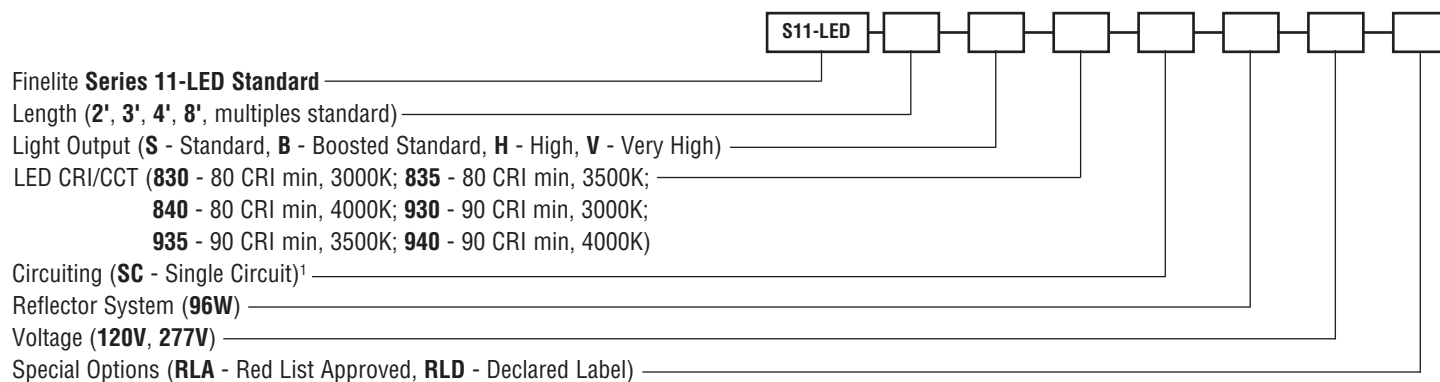 S11-LED
Finelite Series 11-LED Standard
Length (2', 3', 4', 8', multiples standard)
Light Output (S - Standard, B - Boosted Standard, H - High, V - Very High)
LED CRI/CCT (830 - 80 CRI min, 3000K; 835 - 80 CRI min, 3500K;
840 - 80 CRI min, 4000K; 930 - 90 CRI min, 3000K;
935 - 90 CRI min, 3500K; 940 - 90 CRI min, 4000K)
Circuiting (SC - Single Circuit)¹
Reflector System (96W)
Voltage (120V, 277V)
Special Options (RLA - Red List Approved, RLD - Declared Label)